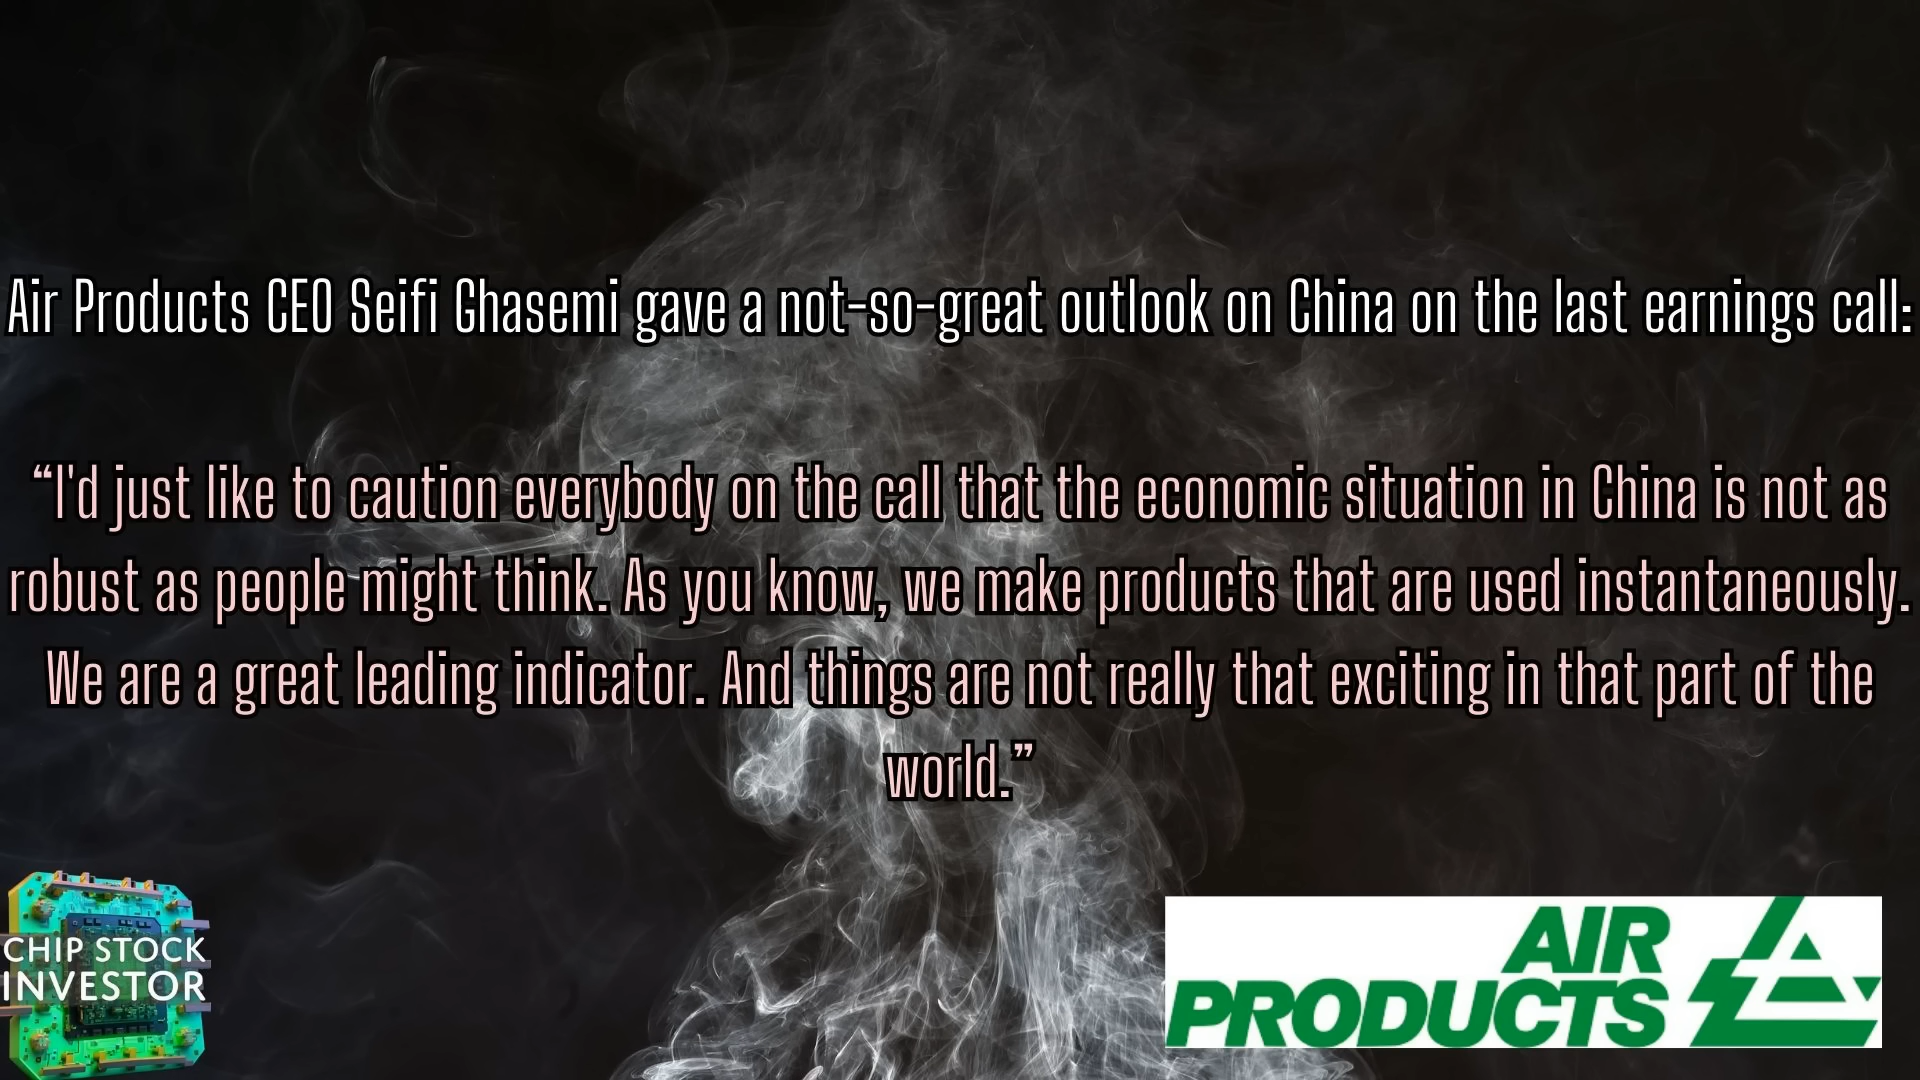 Air Products CEO Seifi Ghasemi gave a not-so-great outlook on China on the last earnings call:
“I'd just like to caution everybody on the call that the economic situation in China is not as
robust as people might think. As you know, we make products that are used instantaneously.
We are a great leading indicator. And things are not really that exciting in that part of the
world.”
CHIP STOCK
INVESTOR
AIR
PRODUCTS